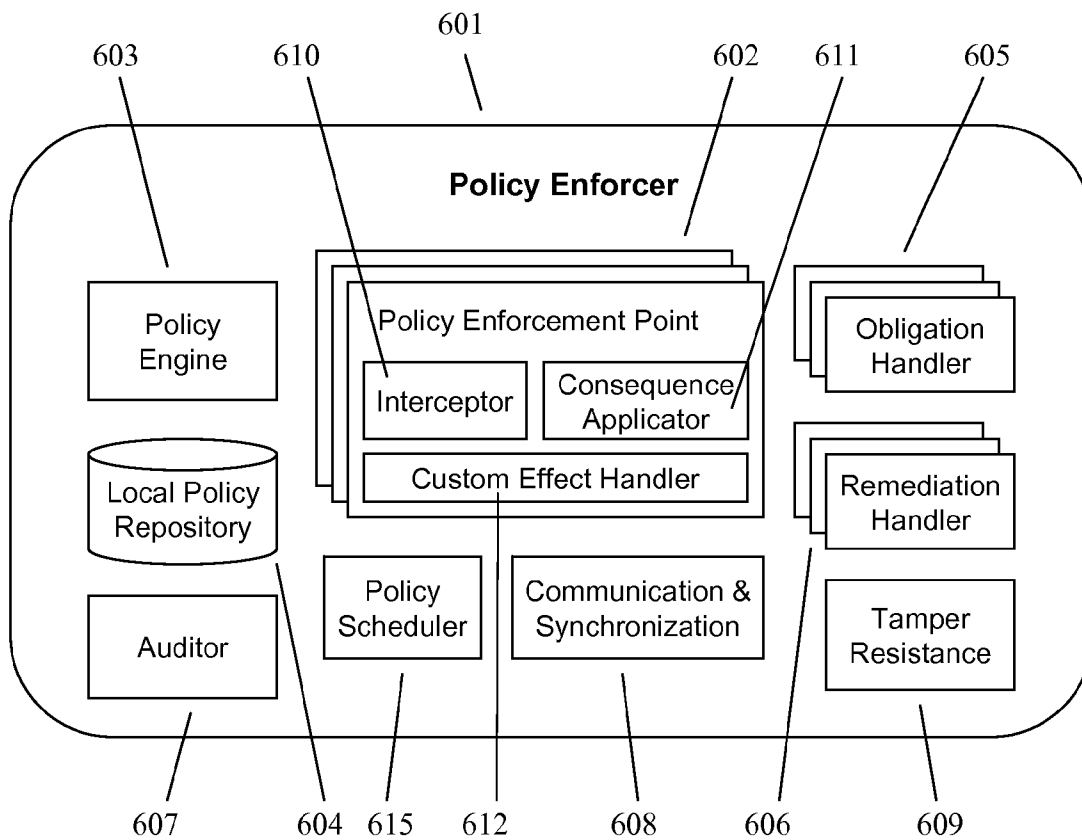 601
603
610
602
611
605
Policy Enforcer
Policy
Engine
Policy Enforcement Point
Interceptor
Consequence
Applicator
Custom Effect Handler
Obligation
Handler
Local Policy
Repository
Remediation
Handler
Policy
Scheduler
Communication &
Synchronization
Auditor
Tamper
Resistance
607
604
615
612
608
606
609